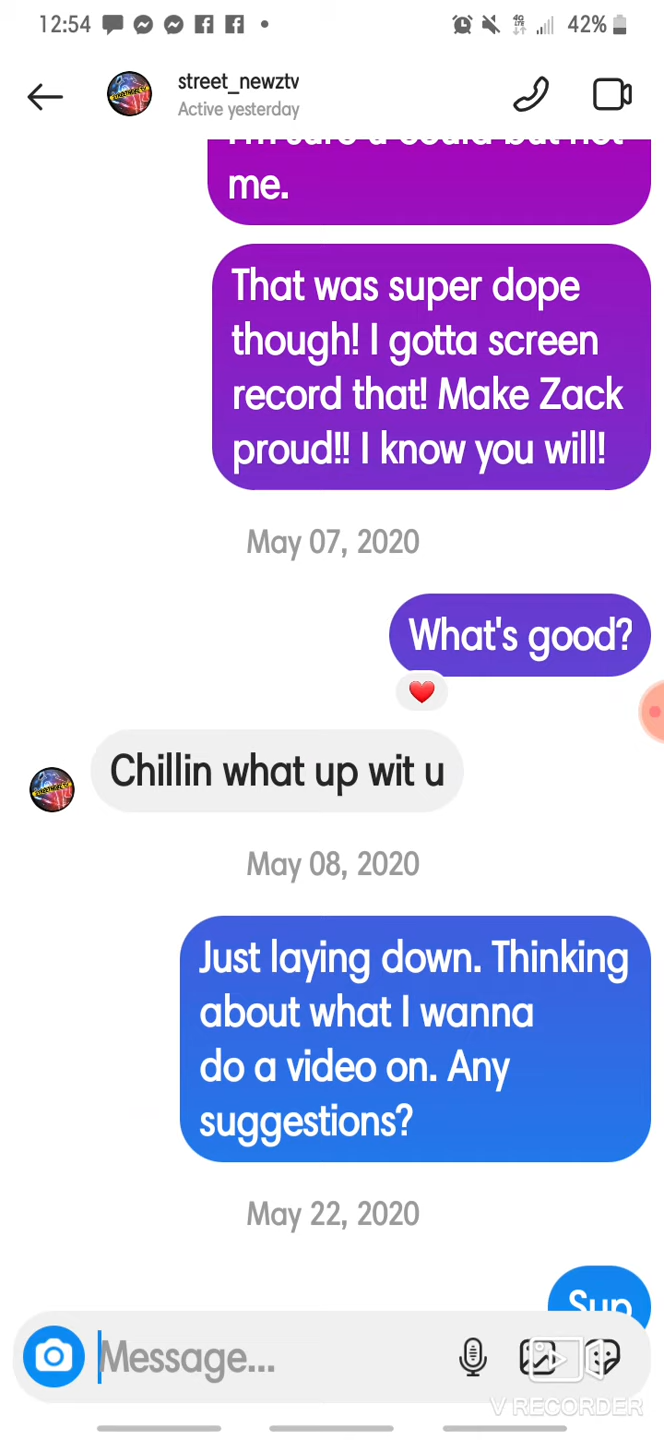 12:54
42%
street_newztv
Active yesterday
me.
That was super dope
though! I gotta screen
record that! Make Zack
proud!! I know you will!
May 07, 2020
What's good?
Chillin what up wit u
May 08, 2020
Just laying down. Thinking
about what I wanna
do a video on. Any
suggestions?
May 22, 2020
Sup
Message...
V RECORDER